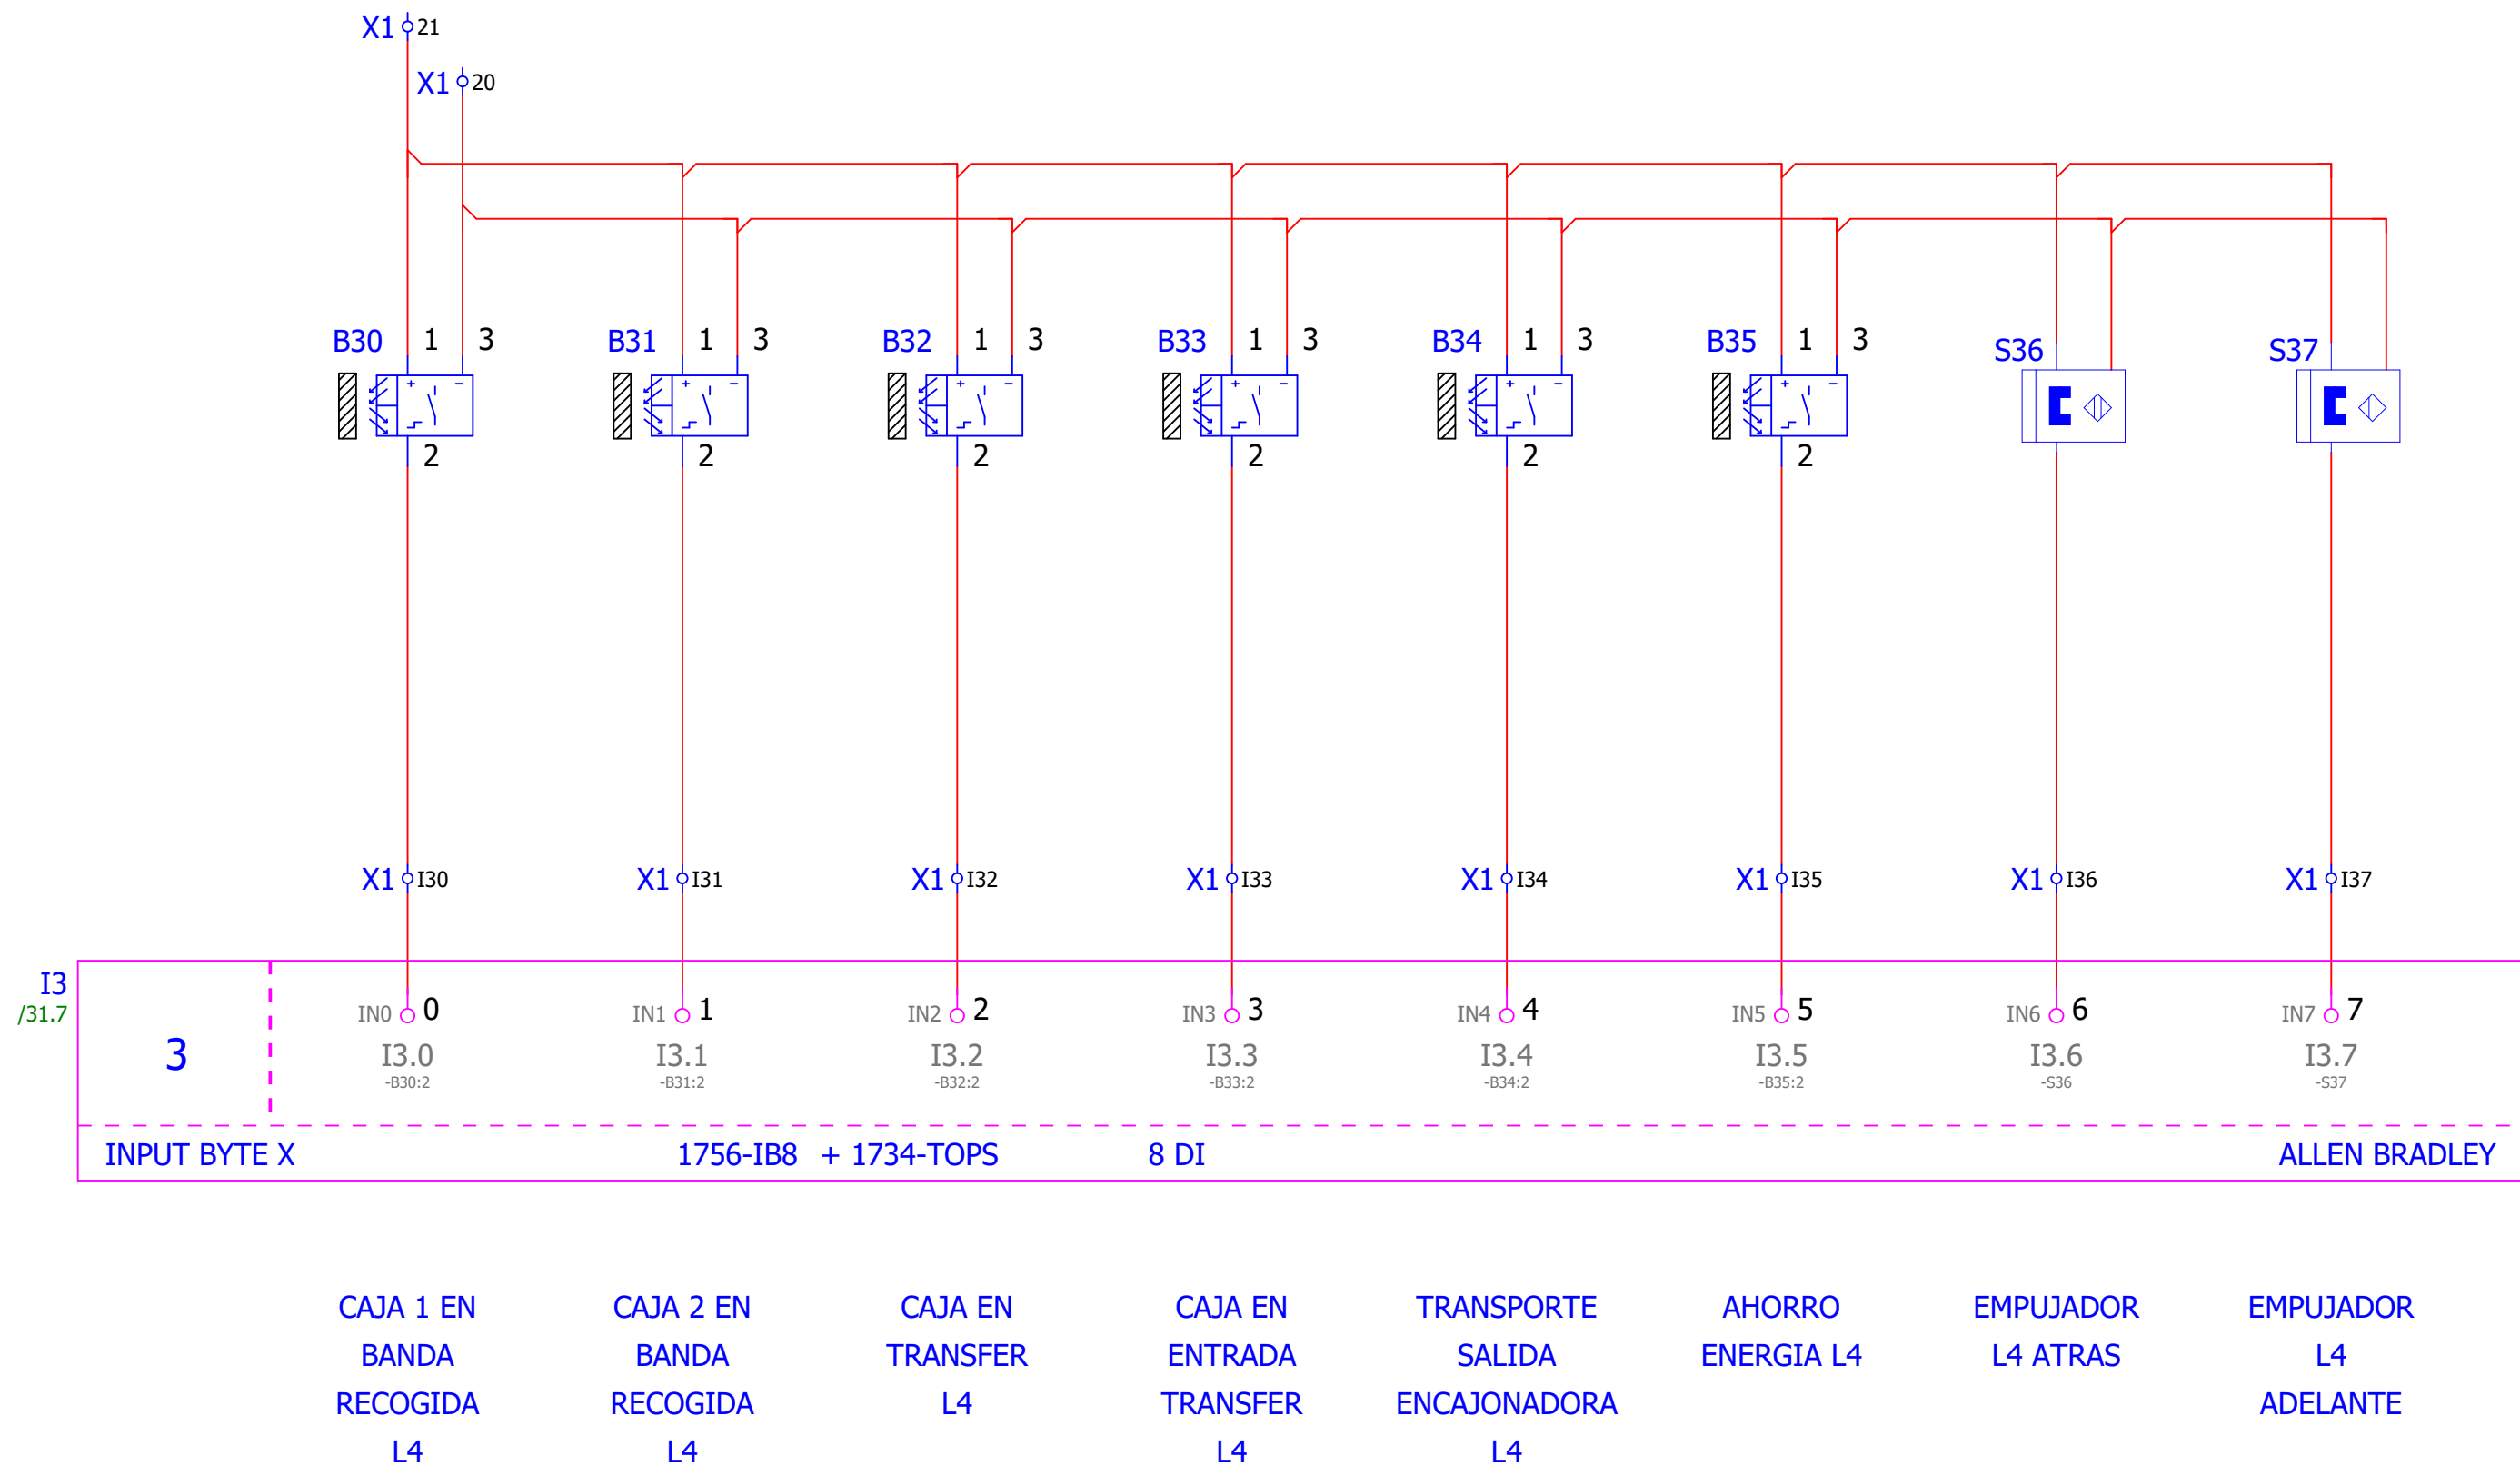 X1 21
X1 20
B30 1 3 B31 1 3 B32 1 3 B33 1 3 B34 1 3 B35 1 3 S36 S37
+ − + − + − + − + − + −
2 2 2 2 2 2
X1 I30 X1 I31 X1 I32 X1 I33 X1 I34 X1 I35 X1 I36 X1 I37
I3
/31.7
3
IN0 0 IN1 1 IN2 2 IN3 3 IN4 4 IN5 5 IN6 6 IN7 7
I3.0 I3.1 I3.2 I3.3 I3.4 I3.5 I3.6 I3.7
-B30:2 -B31:2 -B32:2 -B33:2 -B34:2 -B35:2 -S36 -S37
INPUT BYTE X 1756-IB8 + 1734-TOPS 8 DI ALLEN BRADLEY
CAJA 1 EN
BANDA
RECOGIDA
L4
CAJA 2 EN
BANDA
RECOGIDA
L4
CAJA EN
TRANSFER
L4
CAJA EN
ENTRADA
TRANSFER
L4
TRANSPORTE
SALIDA
ENCAJONADORA
L4
AHORRO
ENERGIA L4
EMPUJADOR
L4 ATRAS
EMPUJADOR
L4
ADELANTE